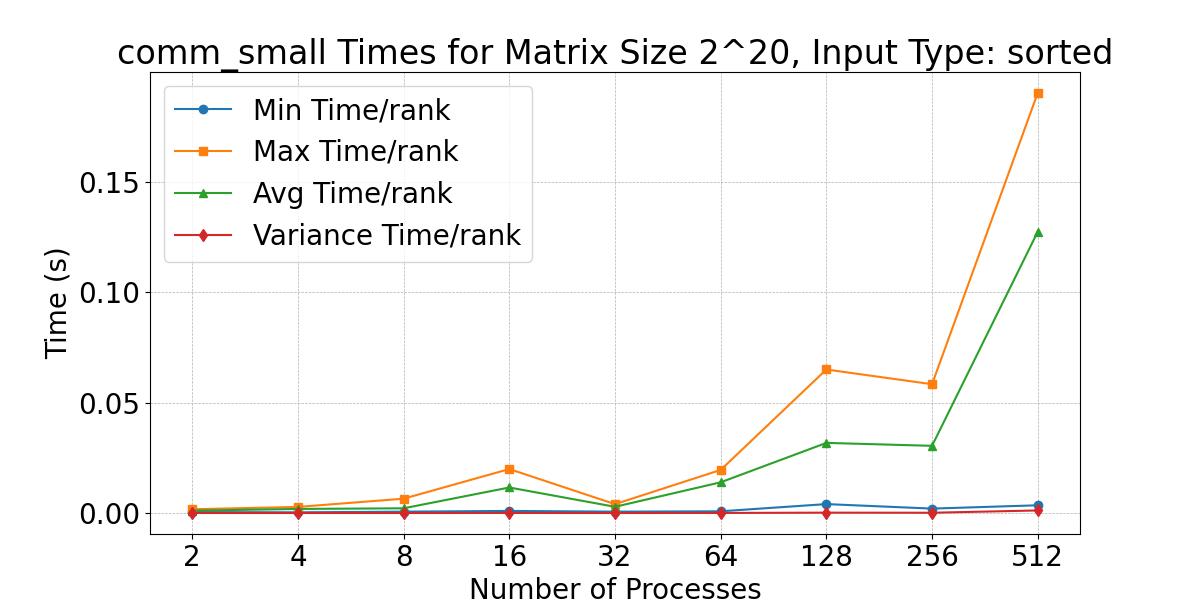 comm_small Times for Matrix Size 2^20, Input Type: sorted
Min Time/rank
Max Time/rank
Avg Time/rank
Variance Time/rank
Time (s)
0.15
0.10
0.05
0.00
2 4 8 16 32 64 128 256 512
Number of Processes